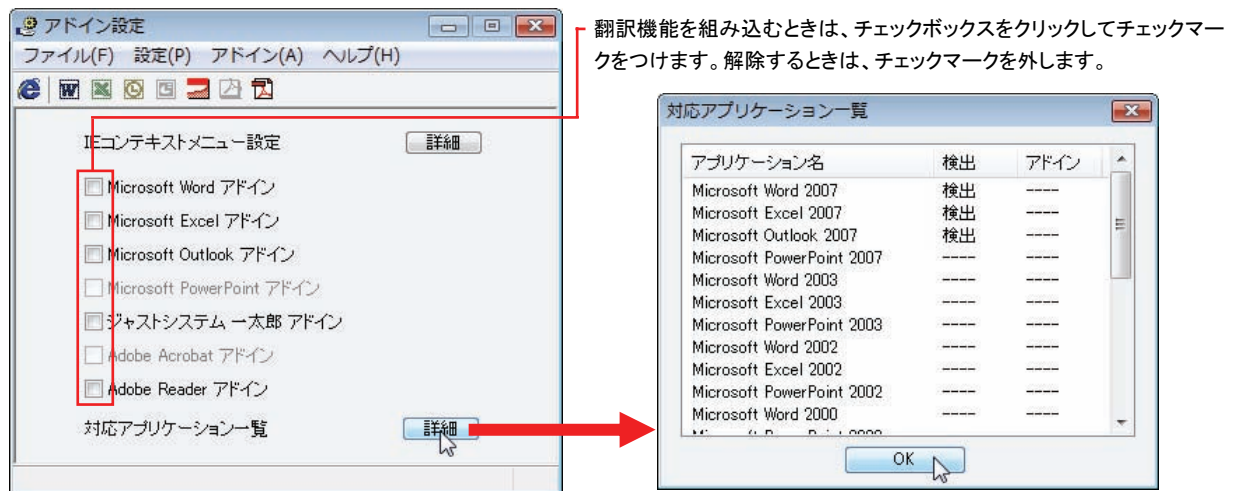 アドイン設定
ファイル(F) 設定(P) アドイン(A) ヘルプ(H)
IEコンテキストメニュー設定 詳細
Microsoft Word アドイン
Microsoft Excel アドイン
Microsoft Outlook アドイン
Microsoft PowerPoint アドイン
ジャストシステム 一太郎 アドイン
Adobe Acrobat アドイン
Adobe Reader アドイン
対応アプリケーション一覧 詳細
翻訳機能を組み込むときは、チェックボックスをクリックしてチェックマー
クをつけます。解除するときは、チェックマークを外します。
対応アプリケーション一覧
アプリケーション名 検出 アドイン
Microsoft Word 2007 検出 ----
Microsoft Excel 2007 検出 ----
Microsoft Outlook 2007 検出 ----
Microsoft PowerPoint 2007 ---- ----
Microsoft Word 2003 ---- ----
Microsoft Excel 2003 ---- ----
Microsoft PowerPoint 2003 ---- ----
Microsoft Word 2002 ---- ----
Microsoft Excel 2002 ---- ----
Microsoft PowerPoint 2002 ---- ----
Microsoft Word 2000 ---- ----
OK